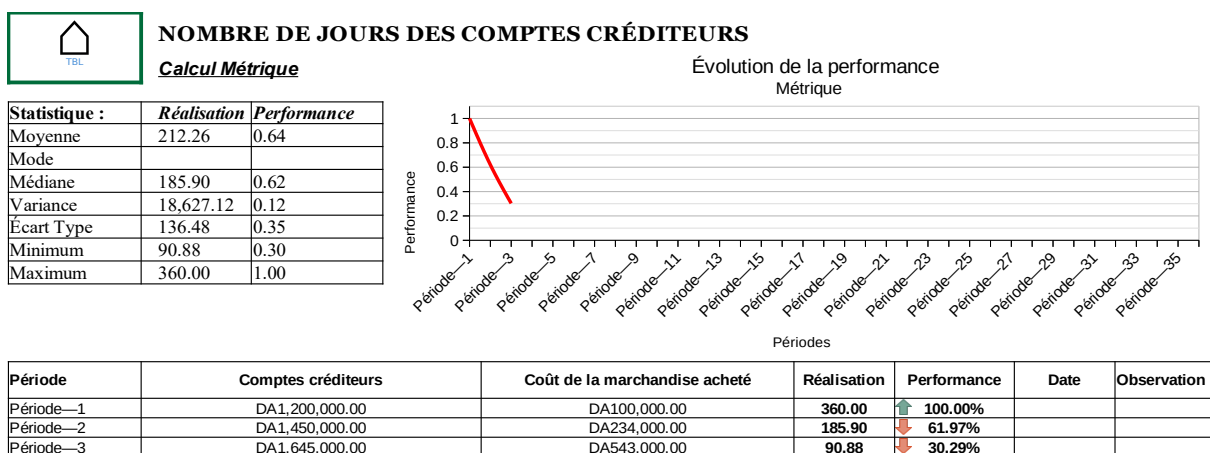 NOMBRE DE JOURS DES COMPTES CRÉDITEURS
TBL
Calcul Métrique
Statistique : Réalisation Performance
Moyenne 212.26 0.64
Mode
Médiane 185.90 0.62
Variance 18,627.12 0.12
Écart Type 136.48 0.35
Minimum 90.88 0.30
Maximum 360.00 1.00
Évolution de la performance
Métrique
Performance
1
0.8
0.6
0.4
0.2
0
Période—1 Période—3 Période—5 Période—7 Période—9 Période—11 Période—13 Période—15 Période—17 Période—19 Période—21 Période—23 Période—25 Période—27 Période—29 Période—31 Période—33 Période—35
Périodes
Période Comptes créditeurs Coût de la marchandise acheté Réalisation Performance Date Observation
Période—1 DA1,200,000.00 DA100,000.00 360.00 100.00%
Période—2 DA1,450,000.00 DA234,000.00 185.90 61.97%
Période—3 DA1,645,000.00 DA543,000.00 90.88 30.29%